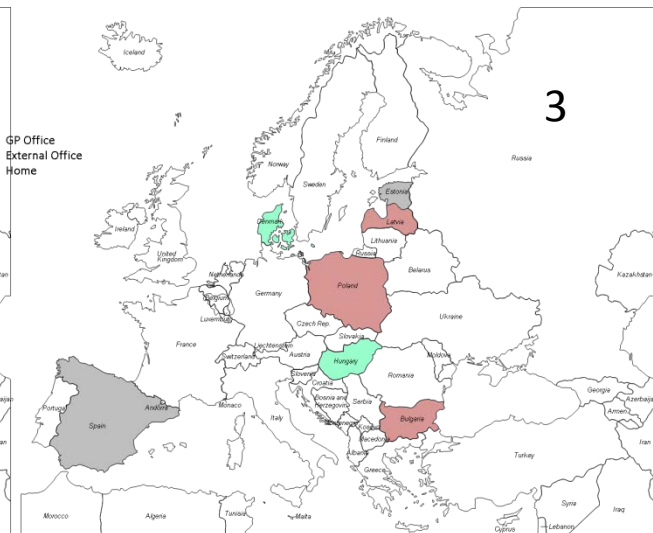 Iceland
3
GP Office
External Office
Home
Finland
Russia
Norway
Sweden
Estonia
Denmark
Latvia
Ireland
Lithuania
United
Kingdom
Russia
Belarus
Kazakhstan
Netherlands
Germany
Poland
Belgium
Ukraine
Luxembourg
Czech Rep.
Slovakia
France
Liechtenstein
Switzerland
Austria
Hungary
Moldova
Slovenia
Romania
Croatia
Georgia
Monaco
Bosnia and
Herzegovina
Serbia
Azerbaijan
Portugal
Andorra
Armen
Italy
Bulgaria
Spain
Macedonia
Albania
Iran
Turkey
Greece
Syria
Iraq
Morocco
Algeria
Tunisia
Malta
Cyprus
Lebanon